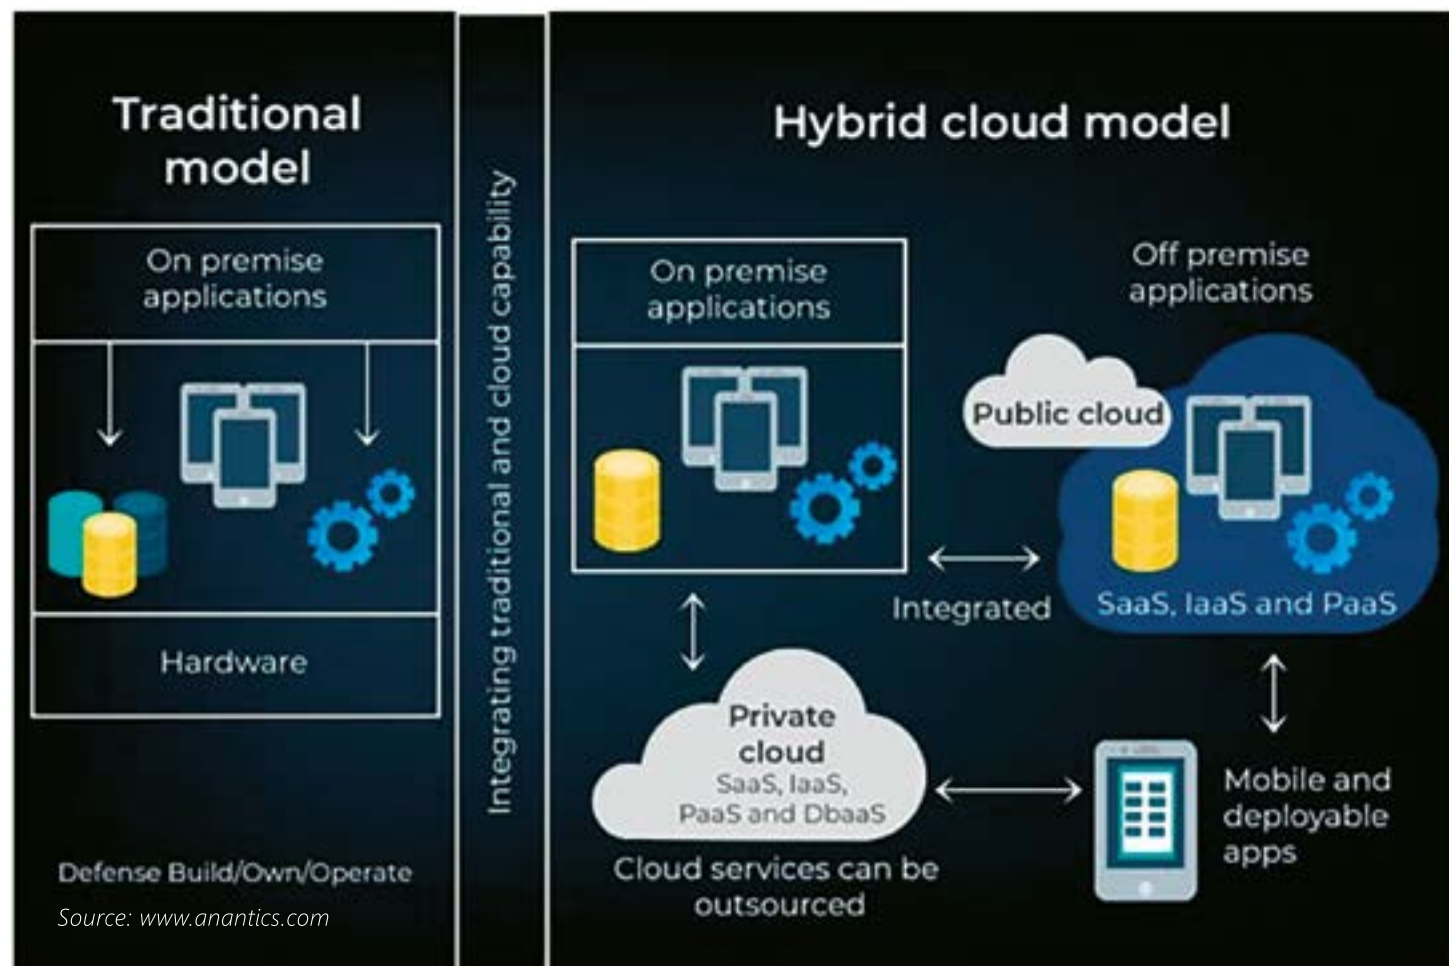 Traditional
model
On premise
applications
Hardware
Defense Build/Own/Operate
Source: www.anantics.com
Integrating traditional and cloud capability
Hybrid cloud model
On premise
applications
Off premise
applications
Public cloud
SaaS, IaaS and PaaS
Integrated
Private
cloud
SaaS, IaaS,
PaaS and DbaaS
Cloud services can be
outsourced
Mobile and
deployable
apps